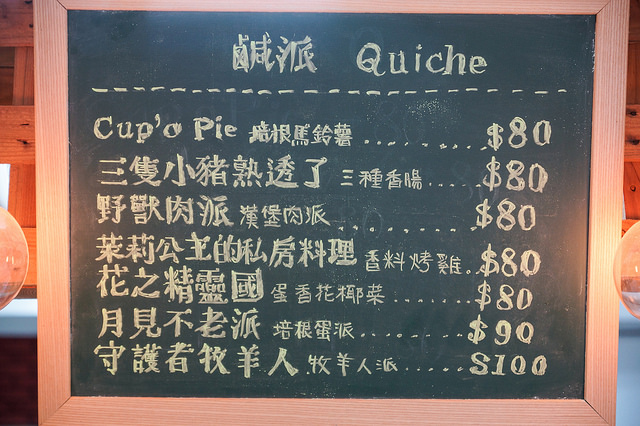 鹹派 Quiche
Cup'o Pie 培根馬鈴薯 ...... $80
三隻小豬熟透了 三種香腸 .... $80
野獸肉派 漢堡肉派 ........ $80
茉莉公主的私房料理 香料烤雞 .. $80
花之精靈國 蛋香花椰菜 ....... $80
月見不老派 培根蛋派 ........ $90
守護者牧羊人 牧羊人派 ...... $100